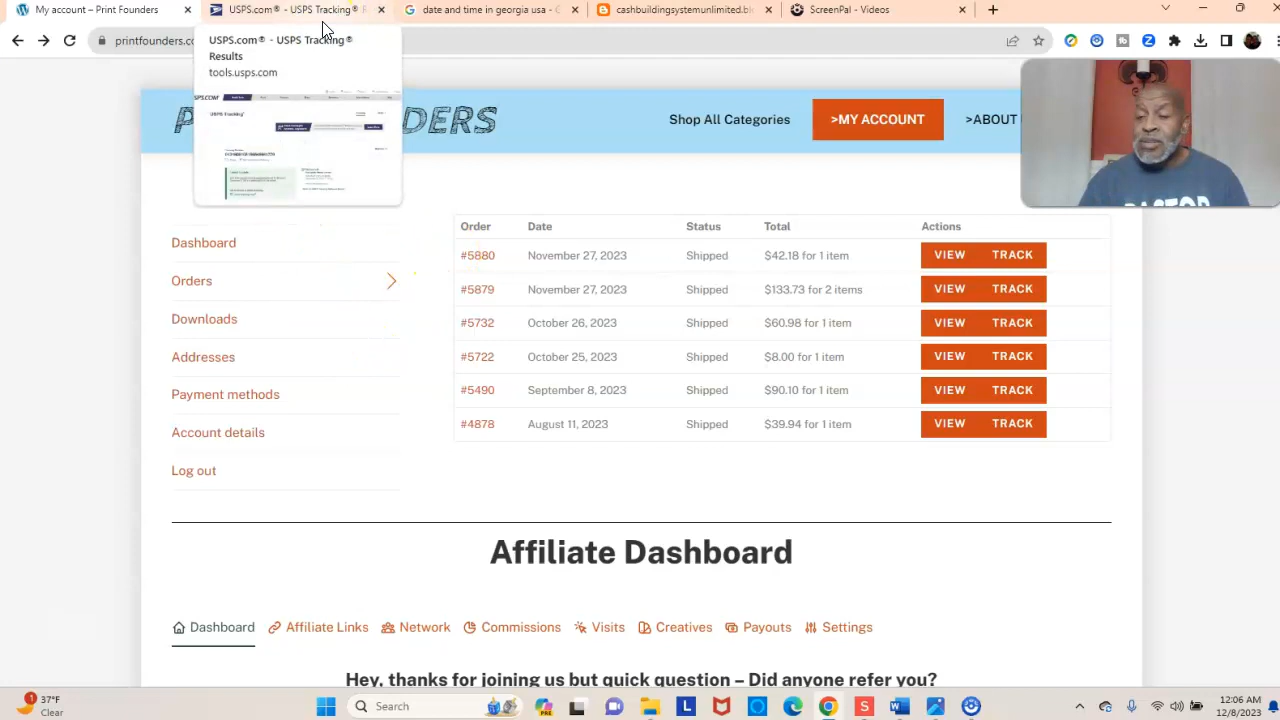 My account –
USPS.com® - USPS Tracking®
date and time in georgia usa - G
cashbuildingsystemunlimited.bl
ScreenPal - Videos
printfounders.co
USPS.com® - USPS Tracking®
Results
tools.usps.com
USPS Tracking
DERS
Shop All Categories
>MY ACCOUNT
>ABOUT
PASTOR
Dashboard
Orders
Downloads
Addresses
Payment methods
Account details
Log out
Order Date Status Total Actions
#5880 November 27, 2023 Shipped $42.18 for 1 item VIEW TRACK
#5879 November 27, 2023 Shipped $133.73 for 2 items VIEW TRACK
#5732 October 26, 2023 Shipped $60.98 for 1 item VIEW TRACK
#5722 October 25, 2023 Shipped $8.00 for 1 item VIEW TRACK
#5490 September 8, 2023 Shipped $90.10 for 1 item VIEW TRACK
#4878 August 11, 2023 Shipped $39.94 for 1 item VIEW TRACK
Affiliate Dashboard
Dashboard Affiliate Links Network Commissions Visits Creatives Payouts Settings
Hey, thanks for joining us but quick question – Did anyone refer you?
1
37°F
Clear
Search
12:06 AM
12/8/2023